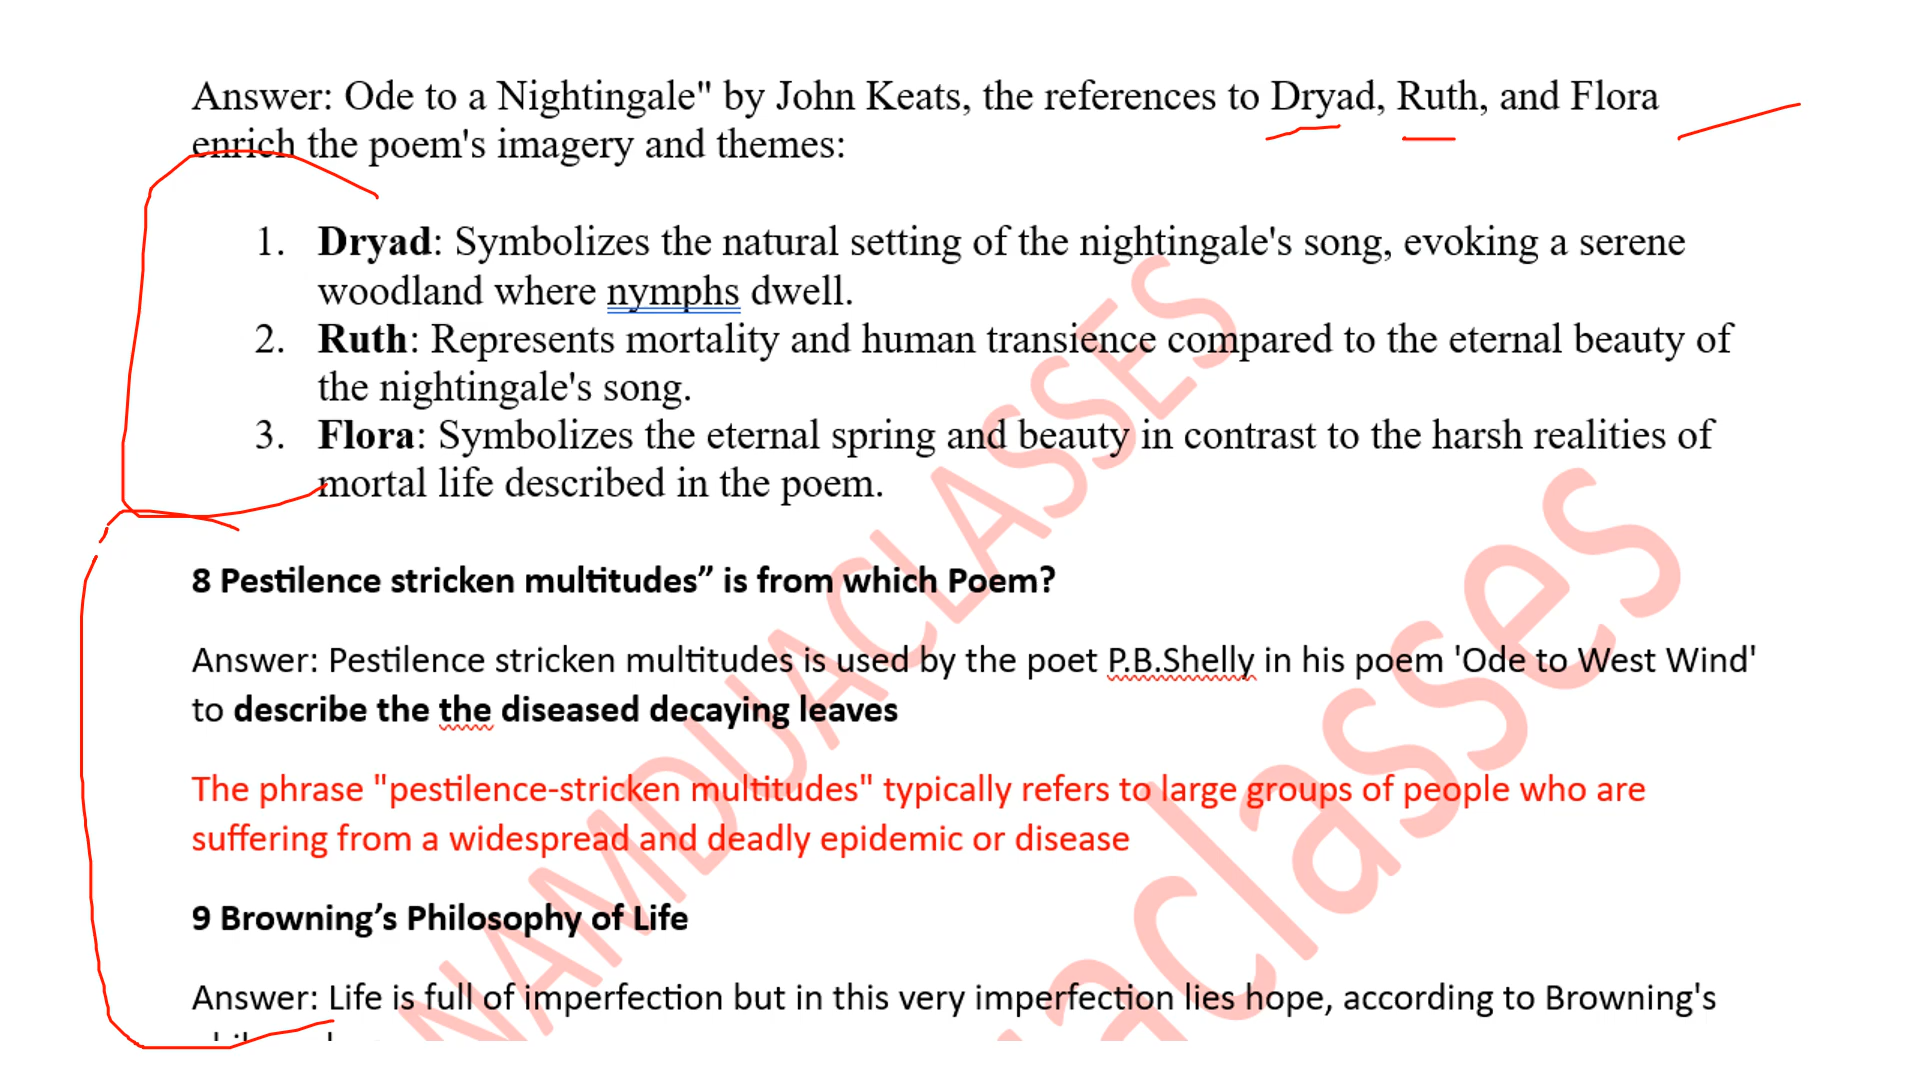 Answer: Ode to a Nightingale" by John Keats, the references to Dryad, Ruth, and Flora
enrich the poem's imagery and themes:
1. Dryad: Symbolizes the natural setting of the nightingale's song, evoking a serene
woodland where nymphs dwell.
2. Ruth: Represents mortality and human transience compared to the eternal beauty of
the nightingale's song.
3. Flora: Symbolizes the eternal spring and beauty in contrast to the harsh realities of
mortal life described in the poem.
8 Pestilence stricken multitudes” is from which Poem?
Answer: Pestilence stricken multitudes is used by the poet P.B.Shelly in his poem 'Ode to West Wind'
to describe the the diseased decaying leaves
The phrase "pestilence-stricken multitudes" typically refers to large groups of people who are
suffering from a widespread and deadly epidemic or disease
9 Browning’s Philosophy of Life
Answer: Life is full of imperfection but in this very imperfection lies hope, according to Browning's
NAMDUACLASSES
aclasses